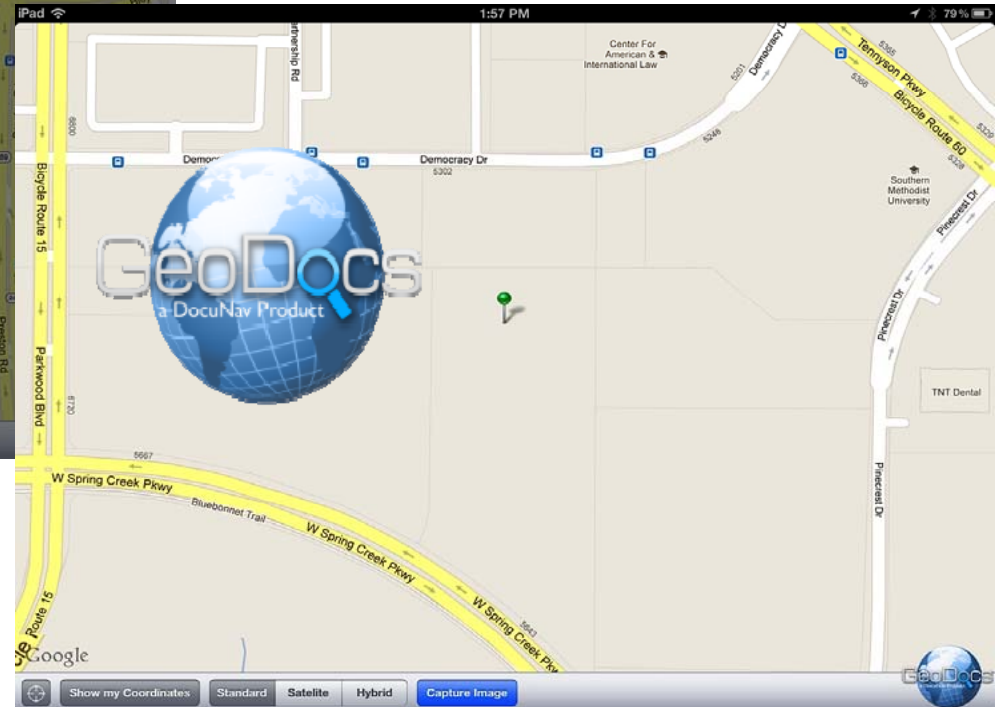 iPad
1:57 PM
79%
Partnership Rd
Center For
American &
International Law
Democracy Dr
5201
Tennyson Pkwy
5365
5366
Bicycle Route 60
5329
5328
6800
Democracy Dr
5302
5248
Southern
Methodist
University
Pinecrest Dr
Bicycle Route 15
GeoDocs
a DocuNav Product
Pinecrest Dr
Preston Rd
Parkwood Blvd
6720
TNT Dental
5667
W Spring Creek Pkwy
Bluebonnet Trail
W Spring Creek Pkwy
Pinecrest Dr
W Spring Creek Pkwy
5643
Route 15
Google
Show my Coordinates
Standard
Satelite
Hybrid
Capture Image
GeoDocs